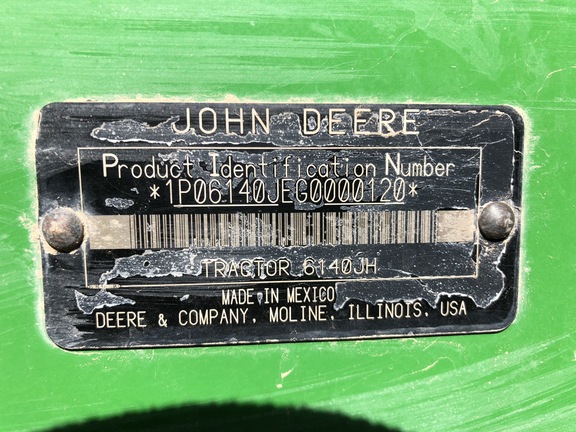 JOHN DEERE
Product Identification Number
*1P06140JEG0000120*
TRACTOR 6140JH
MADE IN MEXICO
DEERE & COMPANY, MOLINE, ILLINOIS, USA